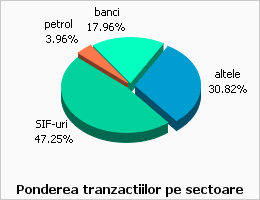 banci
17.96%
petrol
3.96%
altele
30.82%
SIF-uri
47.25%
Ponderea tranzactiilor pe sectoare